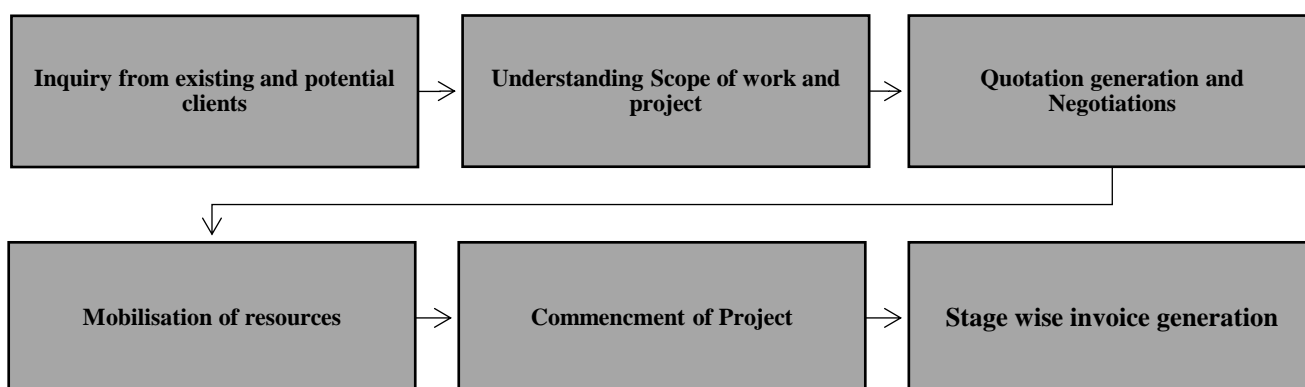 Inquiry from existing and potential
clients
Understanding Scope of work and
project
Quotation generation and
Negotiations
Mobilisation of resources
Commencment of Project
Stage wise invoice generation